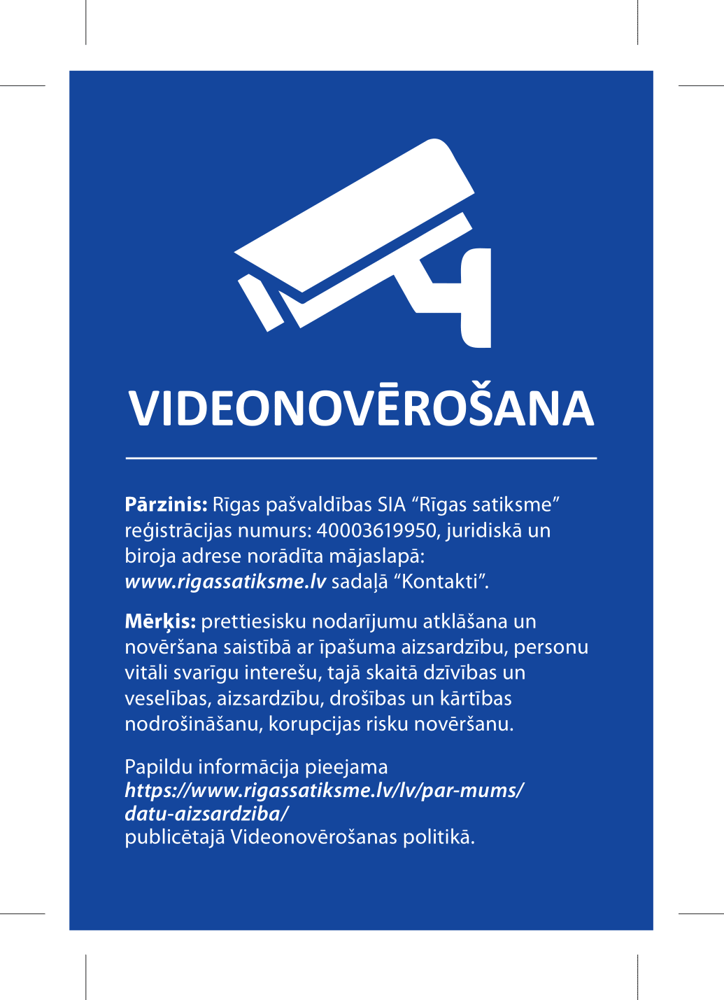 VIDEONOVĒROŠANA
Pārzinis: Rīgas pašvaldības SIA “Rīgas satiksme”
reģistrācijas numurs: 40003619950, juridiskā un
biroja adrese norādīta mājaslapā:
www.rigassatiksme.lv sadaļā “Kontakti”.
Mērķis: prettiesisku nodarījumu atklāšana un
novēršana saistībā ar īpašuma aizsardzību, personu
vitāli svarīgu interešu, tajā skaitā dzīvības un
veselības, aizsardzību, drošības un kārtības
nodrošināšanu, korupcijas risku novēršanu.
Papildu informācija pieejama
https://www.rigassatiksme.lv/lv/par-mums/
datu-aizsardziba/
publicētajā Videonovērošanas politikā.